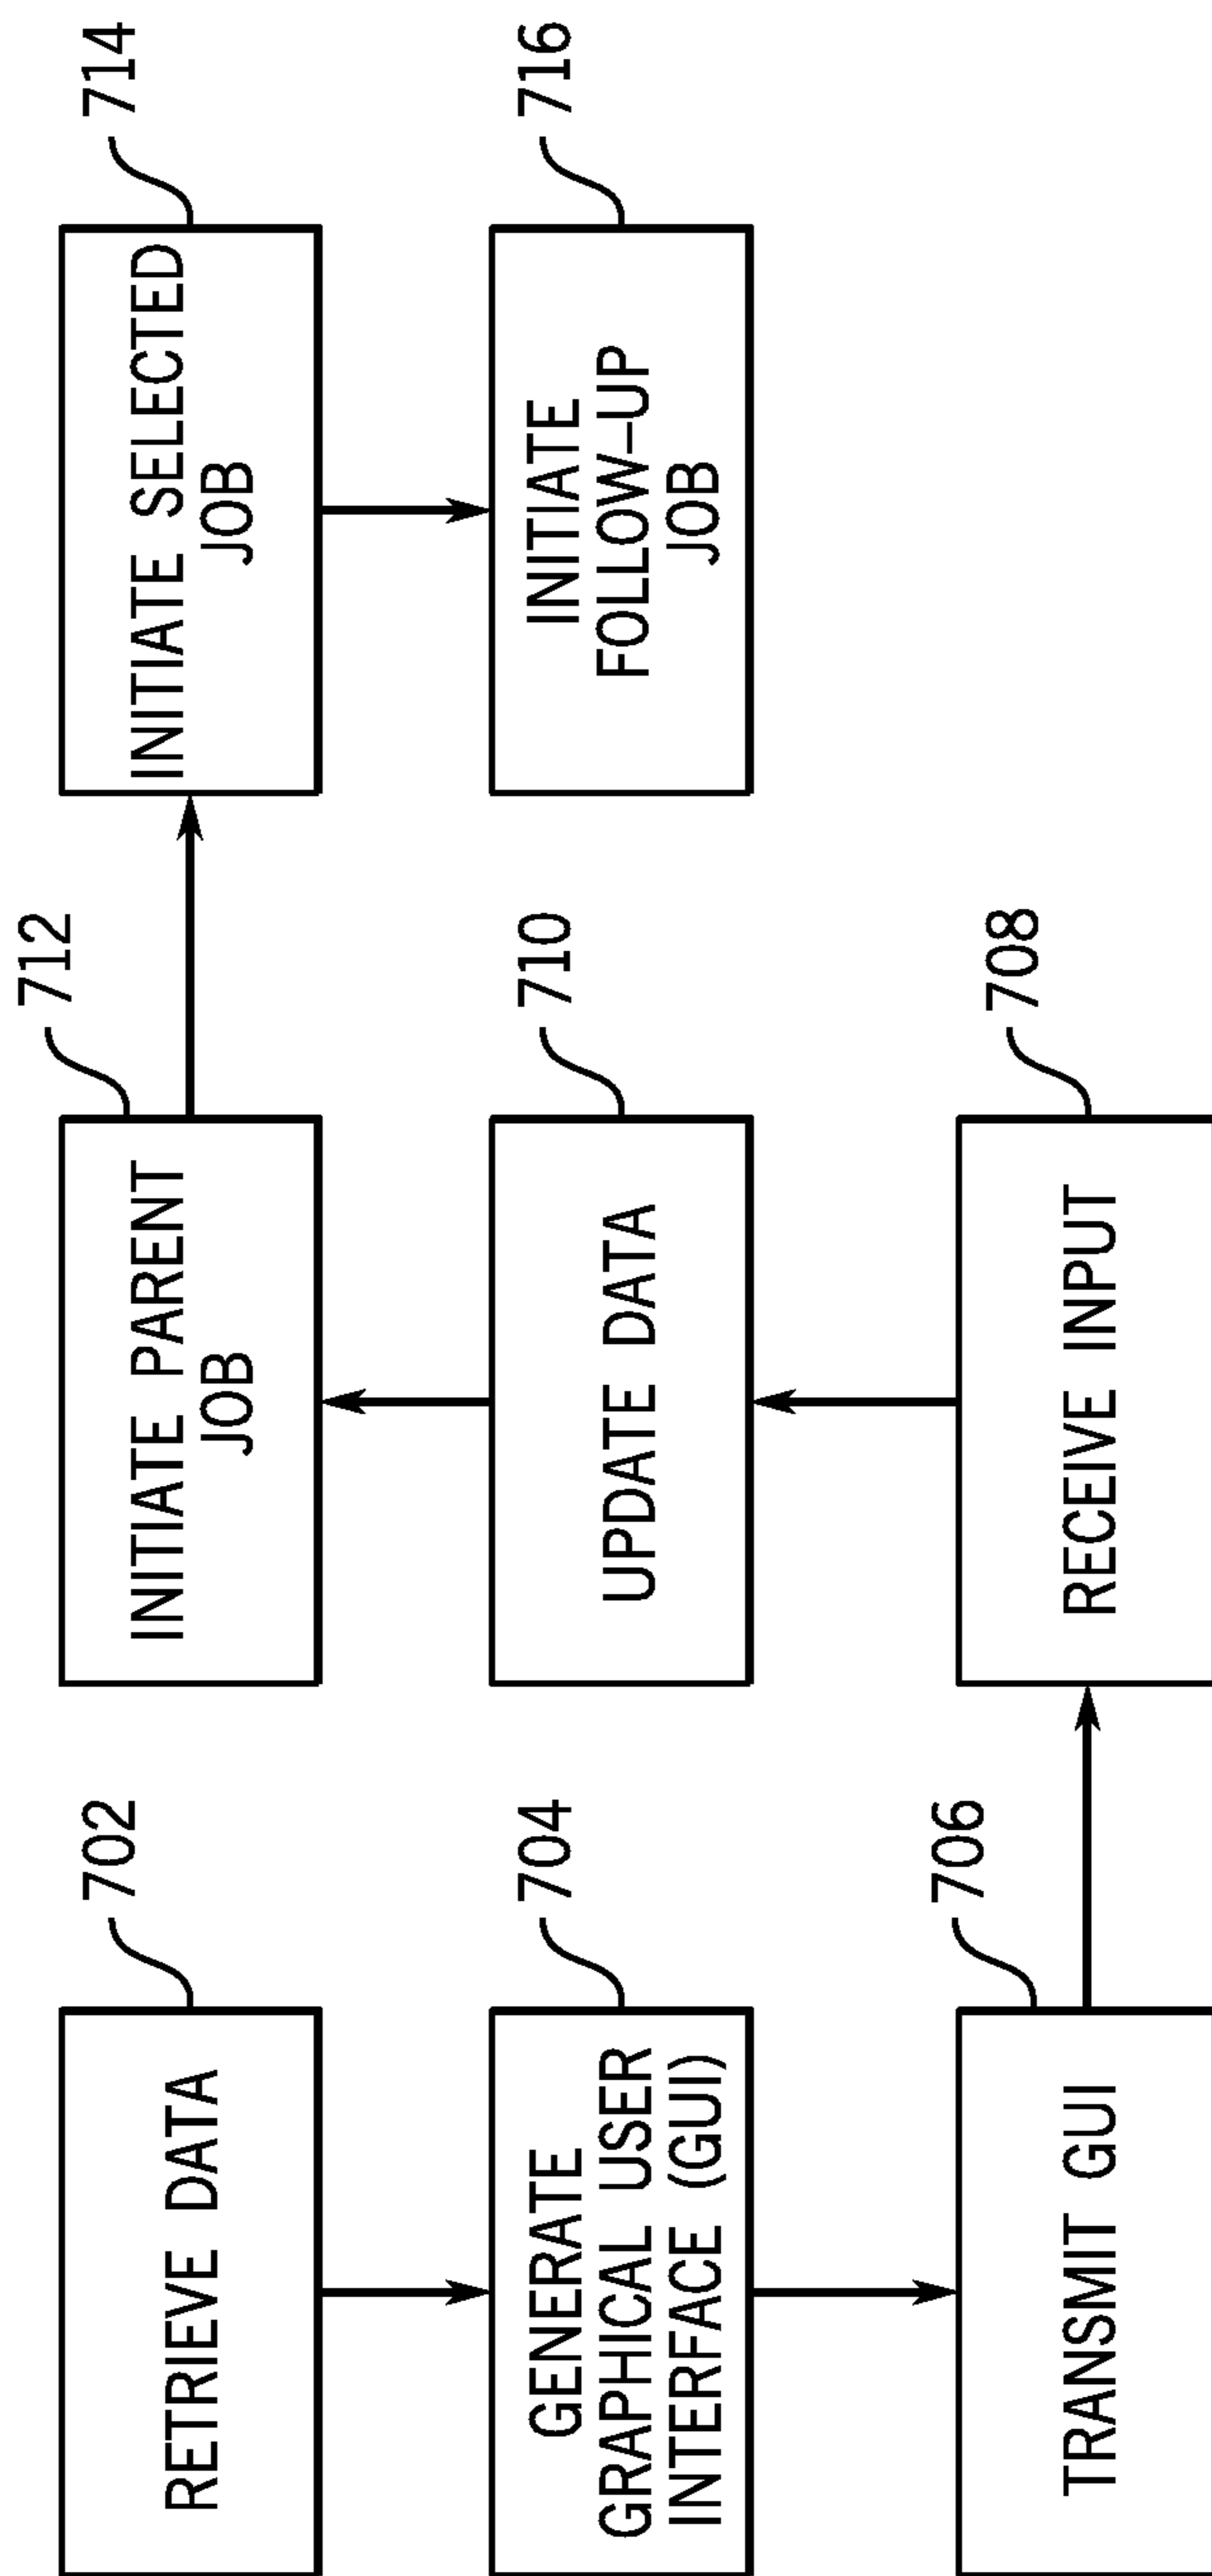 702
RETRIEVE DATA
704
GENERATE
GRAPHICAL USER
INTERFACE (GUI)
706
TRANSMIT GUI
708
RECEIVE INPUT
710
UPDATE DATA
712
INITIATE PARENT
JOB
714
INITIATE SELECTED
JOB
716
INITIATE
FOLLOW–UP
JOB